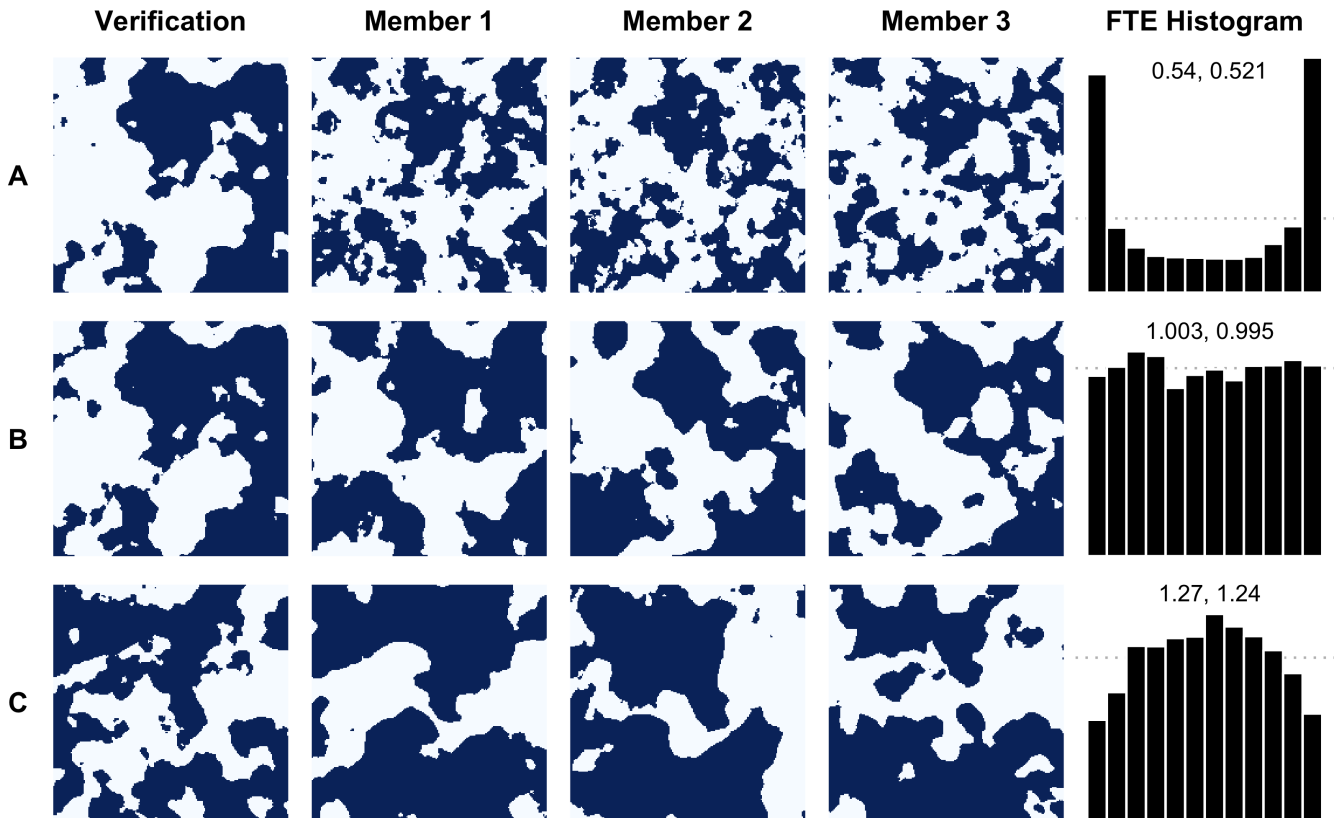 Verification Member 1 Member 2 Member 3 FTE Histogram
A
0.54, 0.521
B
1.003, 0.995
C
1.27, 1.24